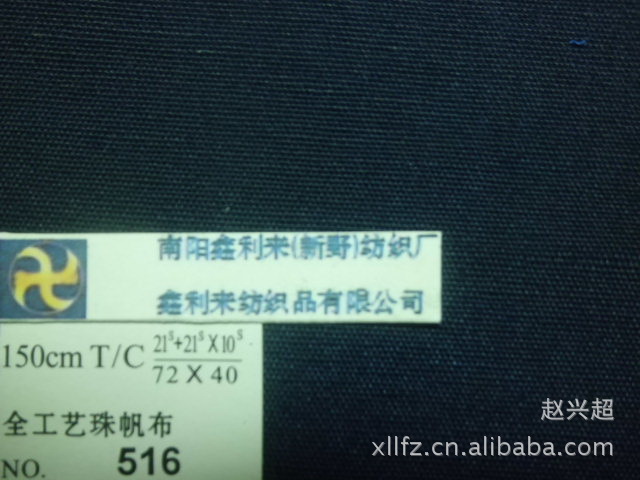 南阳鑫利来(新野)纺织厂
鑫利来纺织品有限公司
150cm T/C 21s+21s X 10s / 72 X 40
全工艺珠帆布
NO. 516
赵兴超
xllfz.cn.alibaba.com